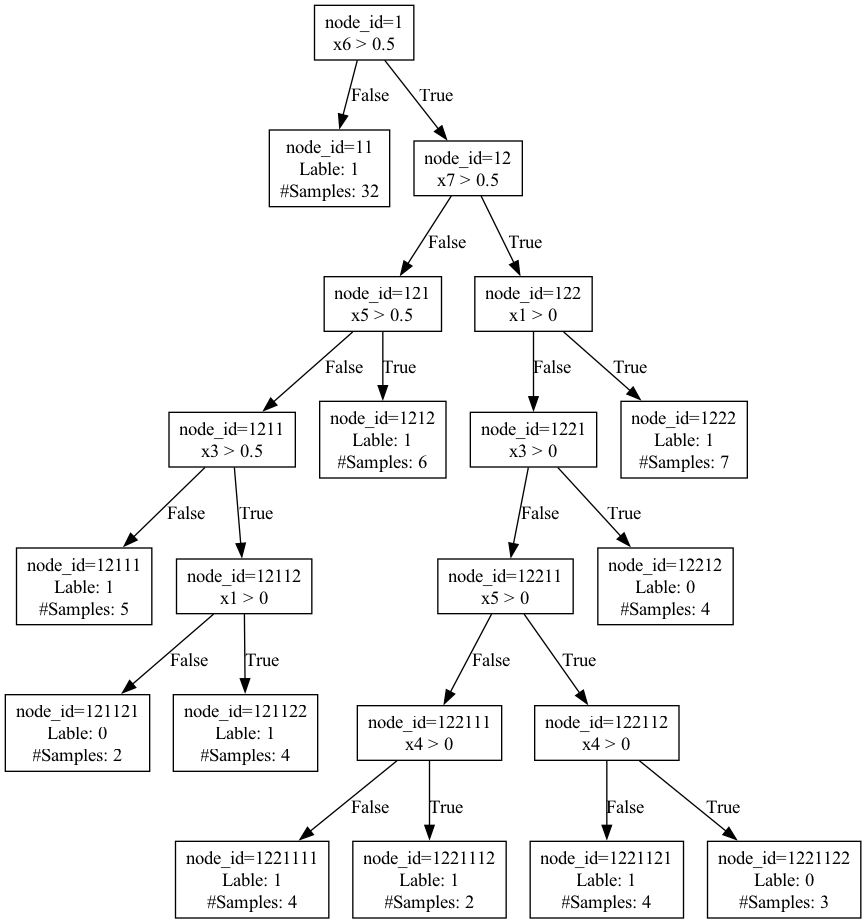 node_id=1
x6 > 0.5
False
True
node_id=11
Lable: 1
#Samples: 32
node_id=12
x7 > 0.5
False
True
node_id=121
x5 > 0.5
node_id=122
x1 > 0
False
True
False
True
node_id=1211
x3 > 0.5
node_id=1212
Lable: 1
#Samples: 6
node_id=1221
x3 > 0
node_id=1222
Lable: 1
#Samples: 7
False
True
False
True
node_id=12111
Lable: 1
#Samples: 5
node_id=12112
x1 > 0
node_id=12211
x5 > 0
node_id=12212
Lable: 0
#Samples: 4
False
True
False
True
node_id=121121
Lable: 0
#Samples: 2
node_id=121122
Lable: 1
#Samples: 4
node_id=122111
x4 > 0
node_id=122112
x4 > 0
False
True
False
True
node_id=1221111
Lable: 1
#Samples: 4
node_id=1221112
Lable: 1
#Samples: 2
node_id=1221121
Lable: 1
#Samples: 4
node_id=1221122
Lable: 0
#Samples: 3